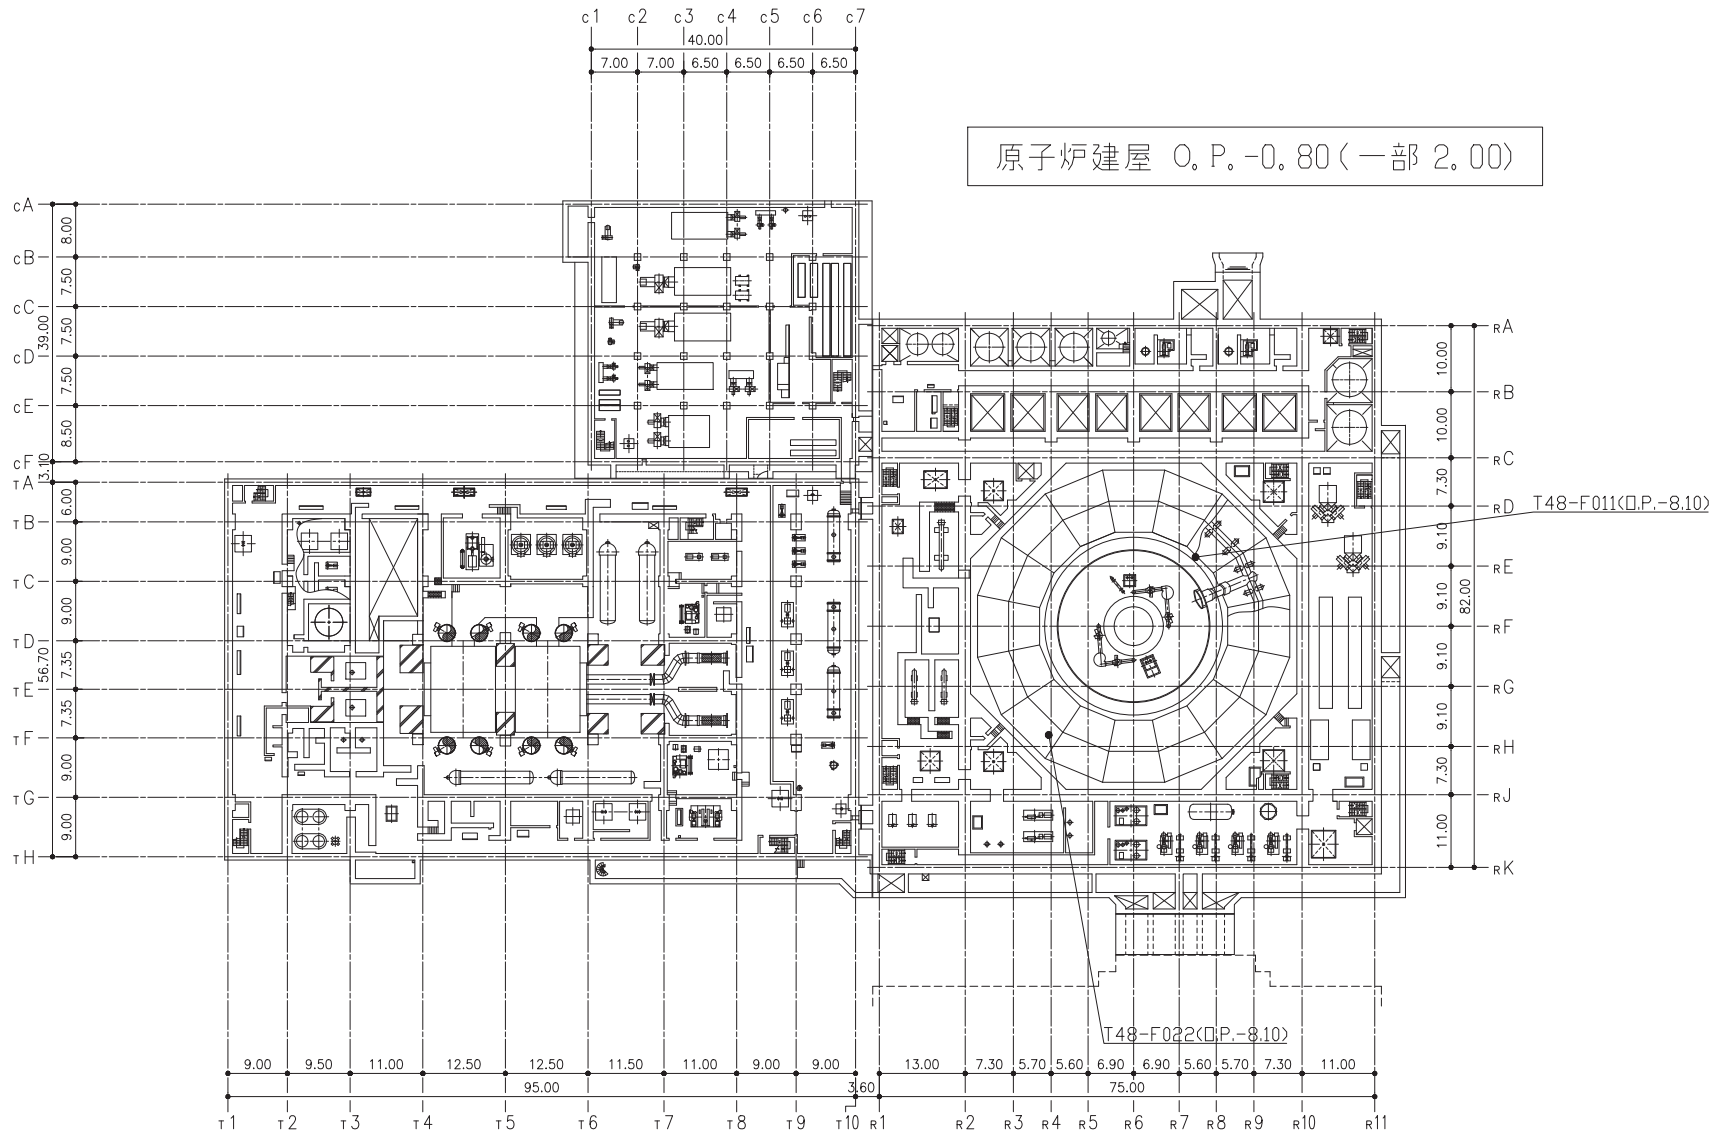 c1 c2 c3 c4 c5 c6 c7
40.00
7.00 7.00 6.50 6.50 6.50 6.50
原子炉建屋 O.P.-0.80(一部 2.00)
cA
8.00
cB
7.50
cC
7.50
39.00
cD
7.50
cE
8.50
cF
3.10
TA
6.00
TB
9.00
TC
9.00
TD
7.35
56.70
TE
7.35
TF
9.00
TG
9.00
TH
RA
10.00
RB
10.00
RC
7.30
RD
T48-F011(O.P.-8.10)
9.10
RE
9.10
82.00
RF
9.10
RG
9.10
RH
7.30
RJ
11.00
RK
T48-F022(O.P.-8.10)
9.00 9.50 11.00 12.50 12.50 11.50 11.00 9.00 9.00 13.00 7.30 5.70 5.60 6.90 6.90 5.60 5.70 7.30 11.00
95.00 3.60 75.00
T1 T2 T3 T4 T5 T6 T7 T8 T9 T10 R1 R2 R3 R4 R5 R6 R7 R8 R9 R10 R11